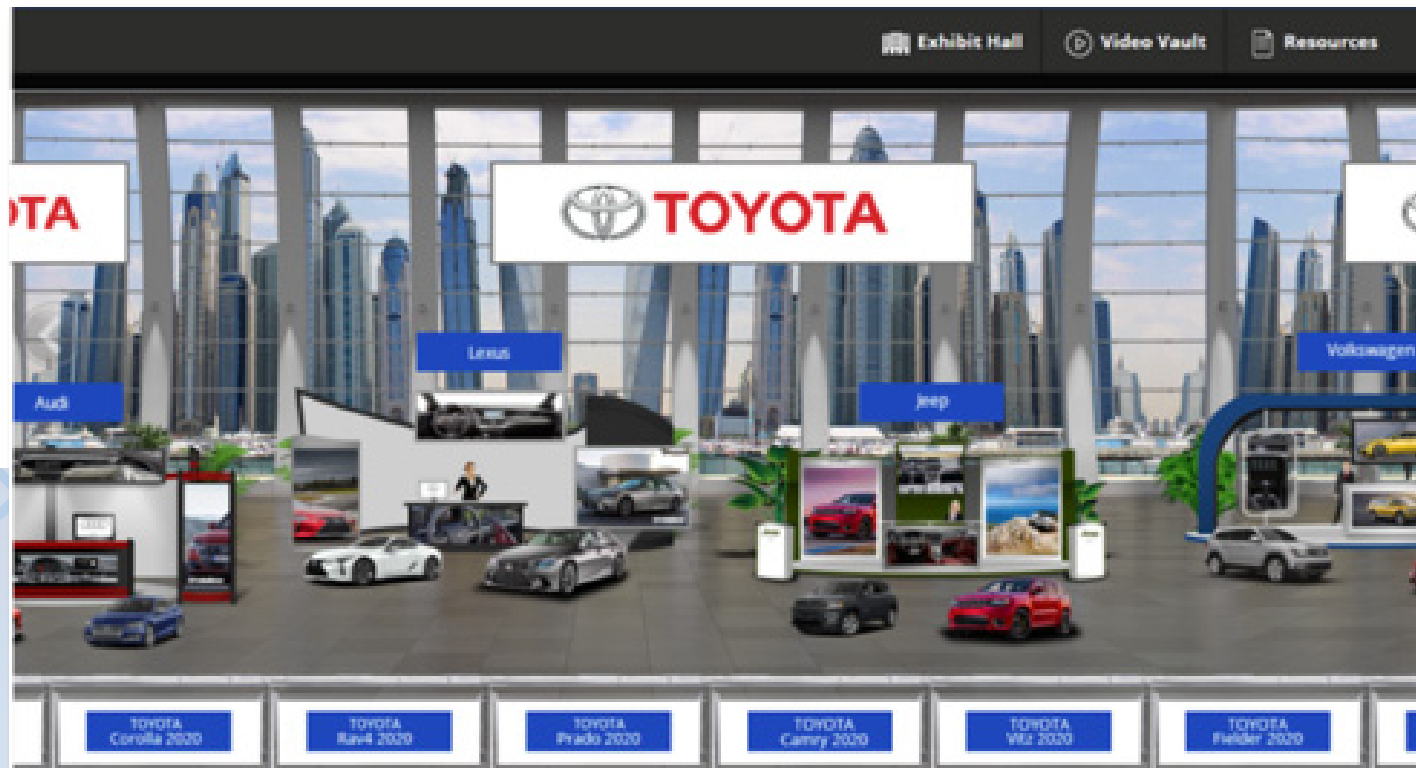 Exhibit Hall
Video Vault
Resources
OTA
TOYOTA
Lexus
Volkswagen
Audi
Jeep
TOYOTA
Corolla 2020
TOYOTA
Rav4 2020
TOYOTA
Prado 2020
TOYOTA
Camry 2020
TOYOTA
Vitz 2020
TOYOTA
Fielder 2020